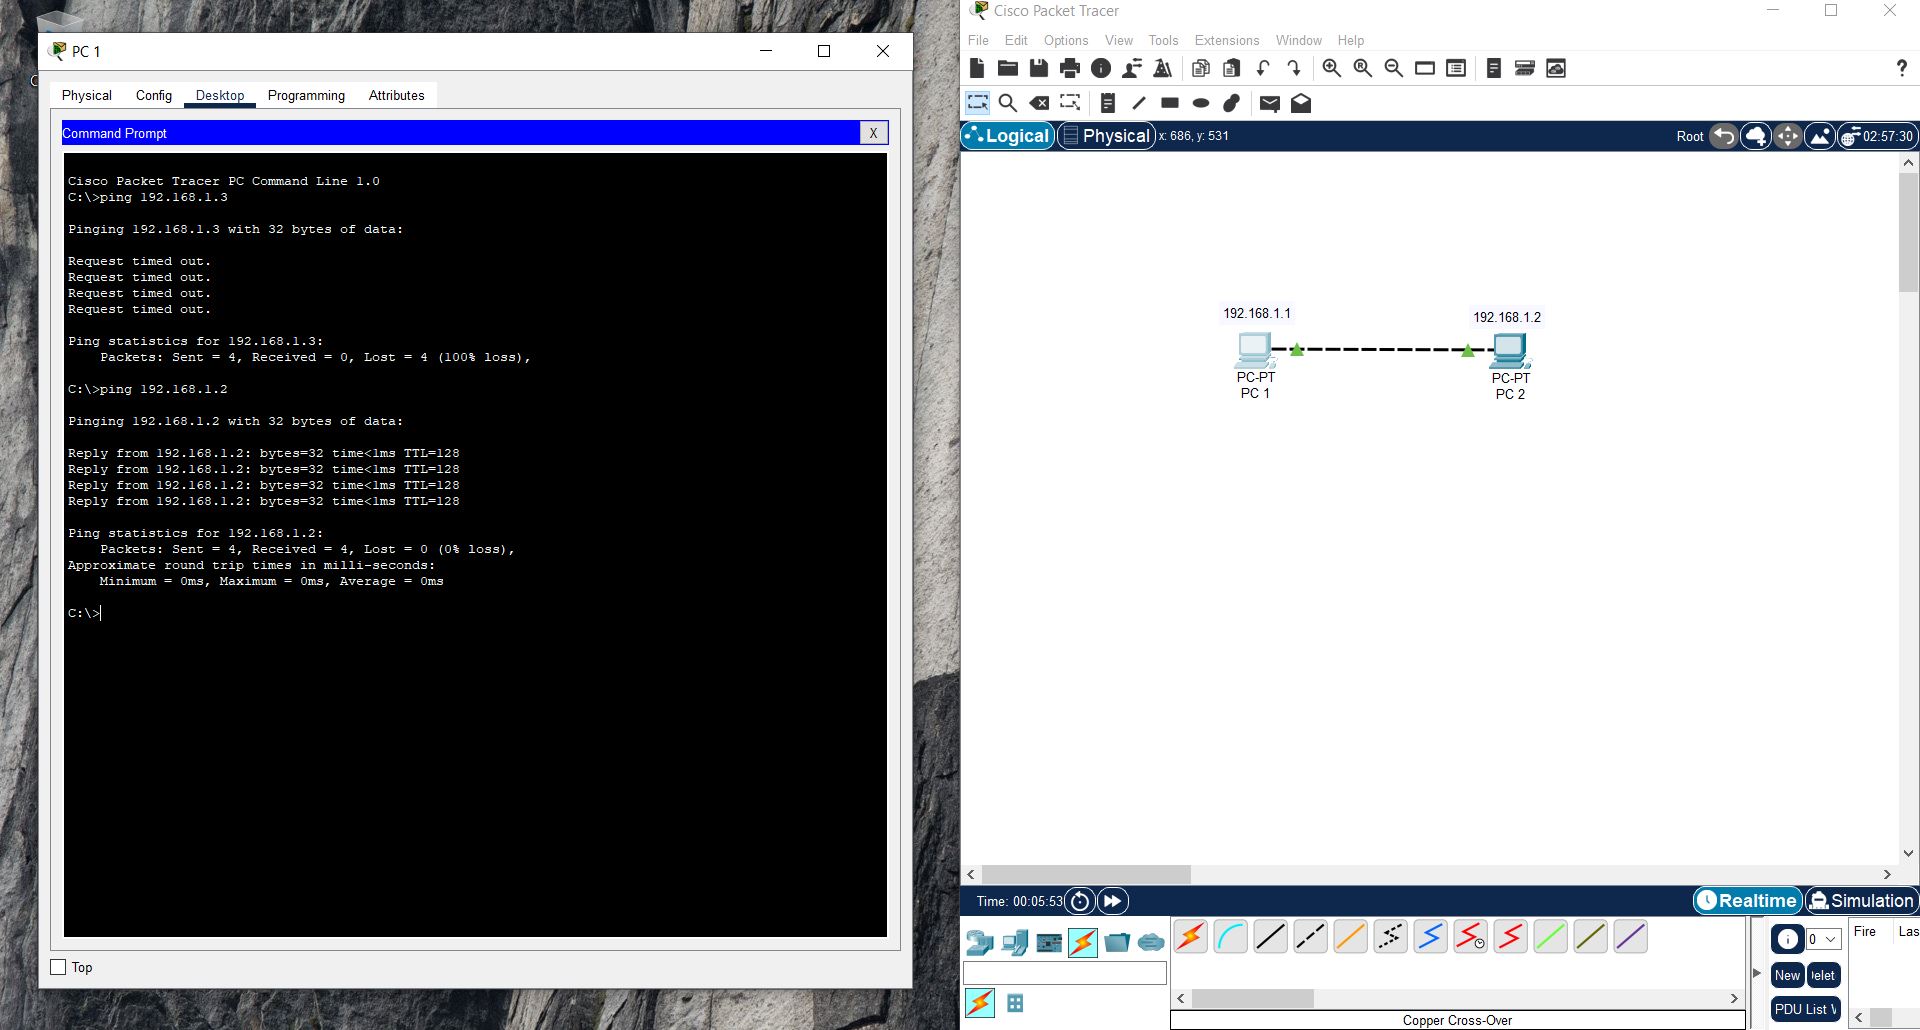 PC 1
Physical Config Desktop Programming Attributes
Command Prompt X
Cisco Packet Tracer PC Command Line 1.0
C:\>ping 192.168.1.3
Pinging 192.168.1.3 with 32 bytes of data:
Request timed out.
Request timed out.
Request timed out.
Request timed out.
Ping statistics for 192.168.1.3:
Packets: Sent = 4, Received = 0, Lost = 4 (100% loss),
C:\>ping 192.168.1.2
Pinging 192.168.1.2 with 32 bytes of data:
Reply from 192.168.1.2: bytes=32 time<1ms TTL=128
Reply from 192.168.1.2: bytes=32 time<1ms TTL=128
Reply from 192.168.1.2: bytes=32 time<1ms TTL=128
Reply from 192.168.1.2: bytes=32 time<1ms TTL=128
Ping statistics for 192.168.1.2:
Packets: Sent = 4, Received = 4, Lost = 0 (0% loss),
Approximate round trip times in milli-seconds:
Minimum = 0ms, Maximum = 0ms, Average = 0ms
C:\>
Top
Cisco Packet Tracer
File Edit Options View Tools Extensions Window Help
?
Logical Physical x: 686, y: 531 Root 02:57:30
192.168.1.1
192.168.1.2
PC-PT
PC 1
PC-PT
PC 2
Time: 00:05:53 Realtime Simulation
0
Fire Las
New elet
PDU List
Copper Cross-Over